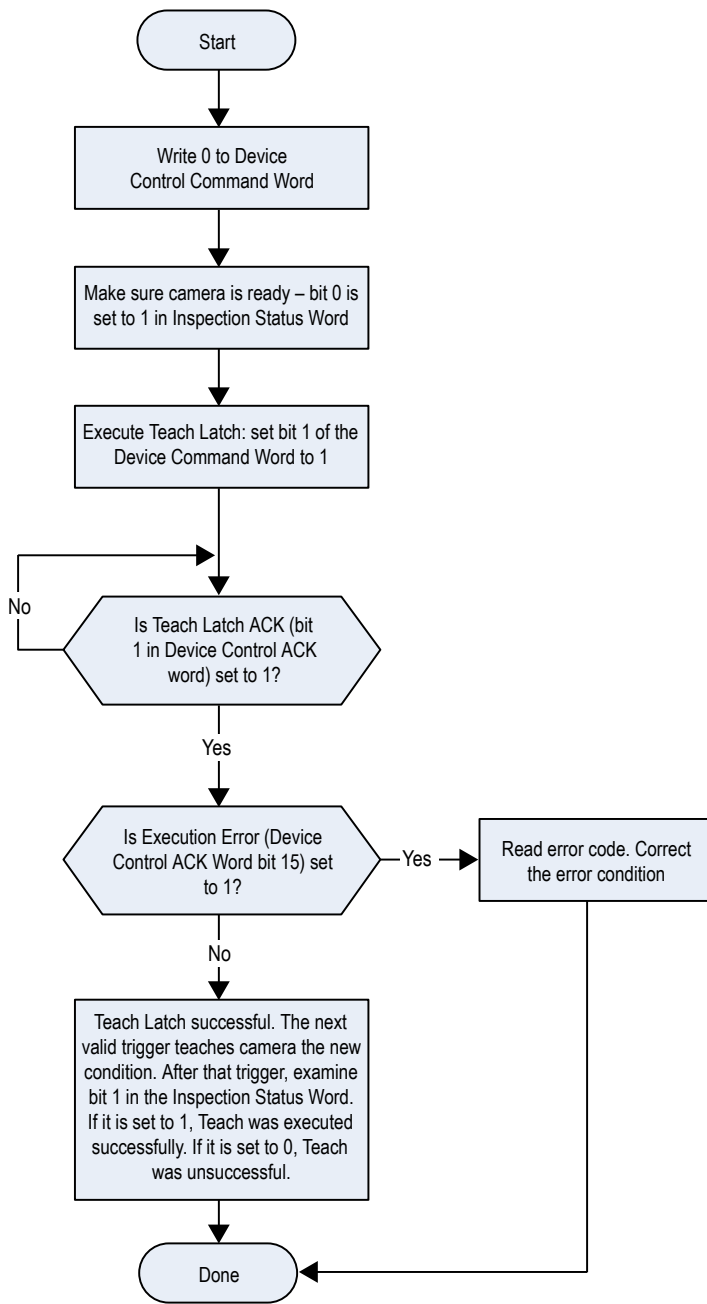 Start
Write 0 to Device
Control Command Word
Make sure camera is ready – bit 0 is
set to 1 in Inspection Status Word
Execute Teach Latch: set bit 1 of the
Device Command Word to 1
No
Is Teach Latch ACK (bit
1 in Device Control ACK
word) set to 1?
Yes
Is Execution Error (Device
Control ACK Word bit 15) set
to 1?
Yes
Read error code. Correct
the error condition
No
Teach Latch successful. The next
valid trigger teaches camera the new
condition. After that trigger, examine
bit 1 in the Inspection Status Word.
If it is set to 1, Teach was executed
successfully. If it is set to 0, Teach
was unsuccessful.
Done